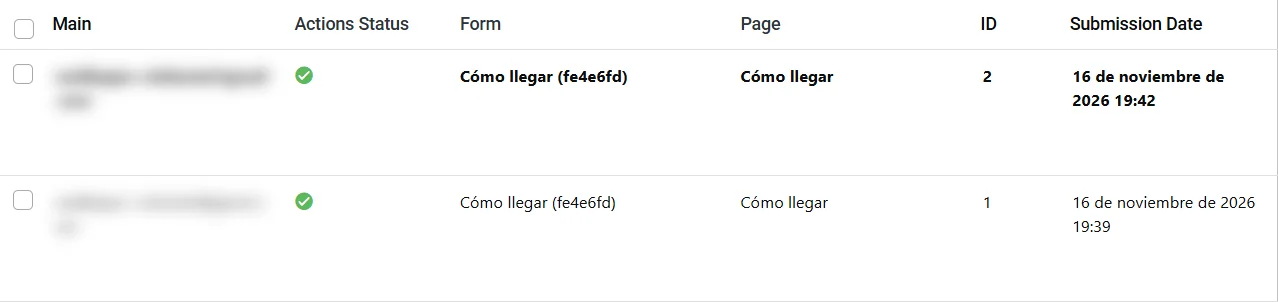 Main Actions Status Form Page ID Submission Date
Cómo llegar (fe4e6fd) Cómo llegar 2 16 de noviembre de
2026 19:42
Cómo llegar (fe4e6fd) Cómo llegar 1 16 de noviembre de 2026
19:39